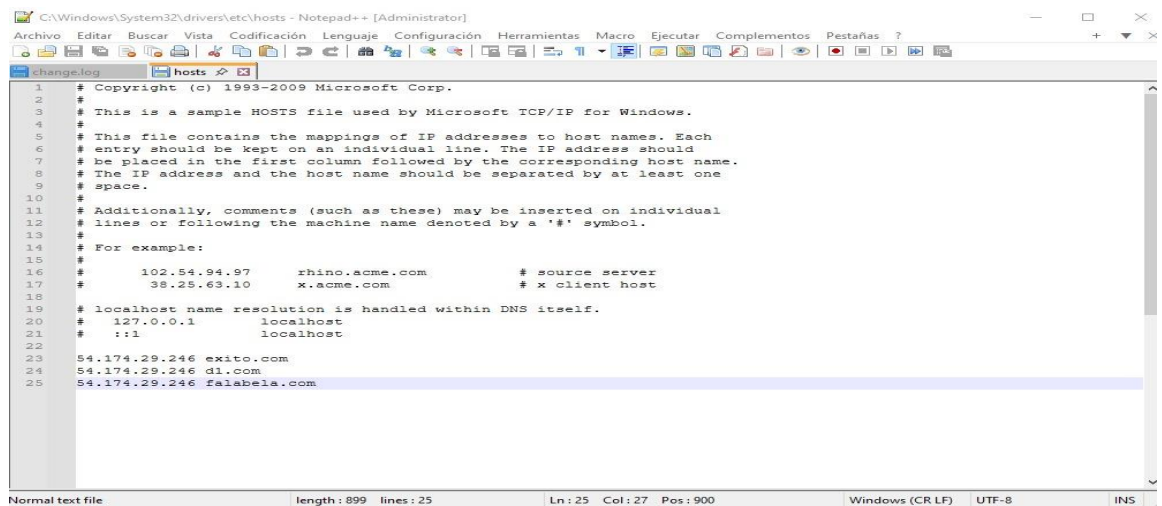 C:\Windows\System32\drivers\etc\hosts - Notepad++ [Administrator]
Archivo Editar Buscar Vista Codificación Lenguaje Configuración Herramientas Macro Ejecutar Complementos Pestañas ?
change.log hosts
1 # Copyright (c) 1993-2009 Microsoft Corp.
2 #
3 # This is a sample HOSTS file used by Microsoft TCP/IP for Windows.
4 #
5 # This file contains the mappings of IP addresses to host names. Each
6 # entry should be kept on an individual line. The IP address should
7 # be placed in the first column followed by the corresponding host name.
8 # The IP address and the host name should be separated by at least one
9 # space.
10 #
11 # Additionally, comments (such as these) may be inserted on individual
12 # lines or following the machine name denoted by a '#' symbol.
13 #
14 # For example:
15 #
16 # 102.54.94.97 rhino.acme.com # source server
17 # 38.25.63.10 x.acme.com # x client host
18
19 # localhost name resolution is handled within DNS itself.
20 # 127.0.0.1 localhost
21 # ::1 localhost
22
23 54.174.29.246 exito.com
24 54.174.29.246 d1.com
25 54.174.29.246 falabela.com
Normal text file length : 899 lines : 25 Ln : 25 Col : 27 Pos : 900 Windows (CR LF) UTF-8 INS